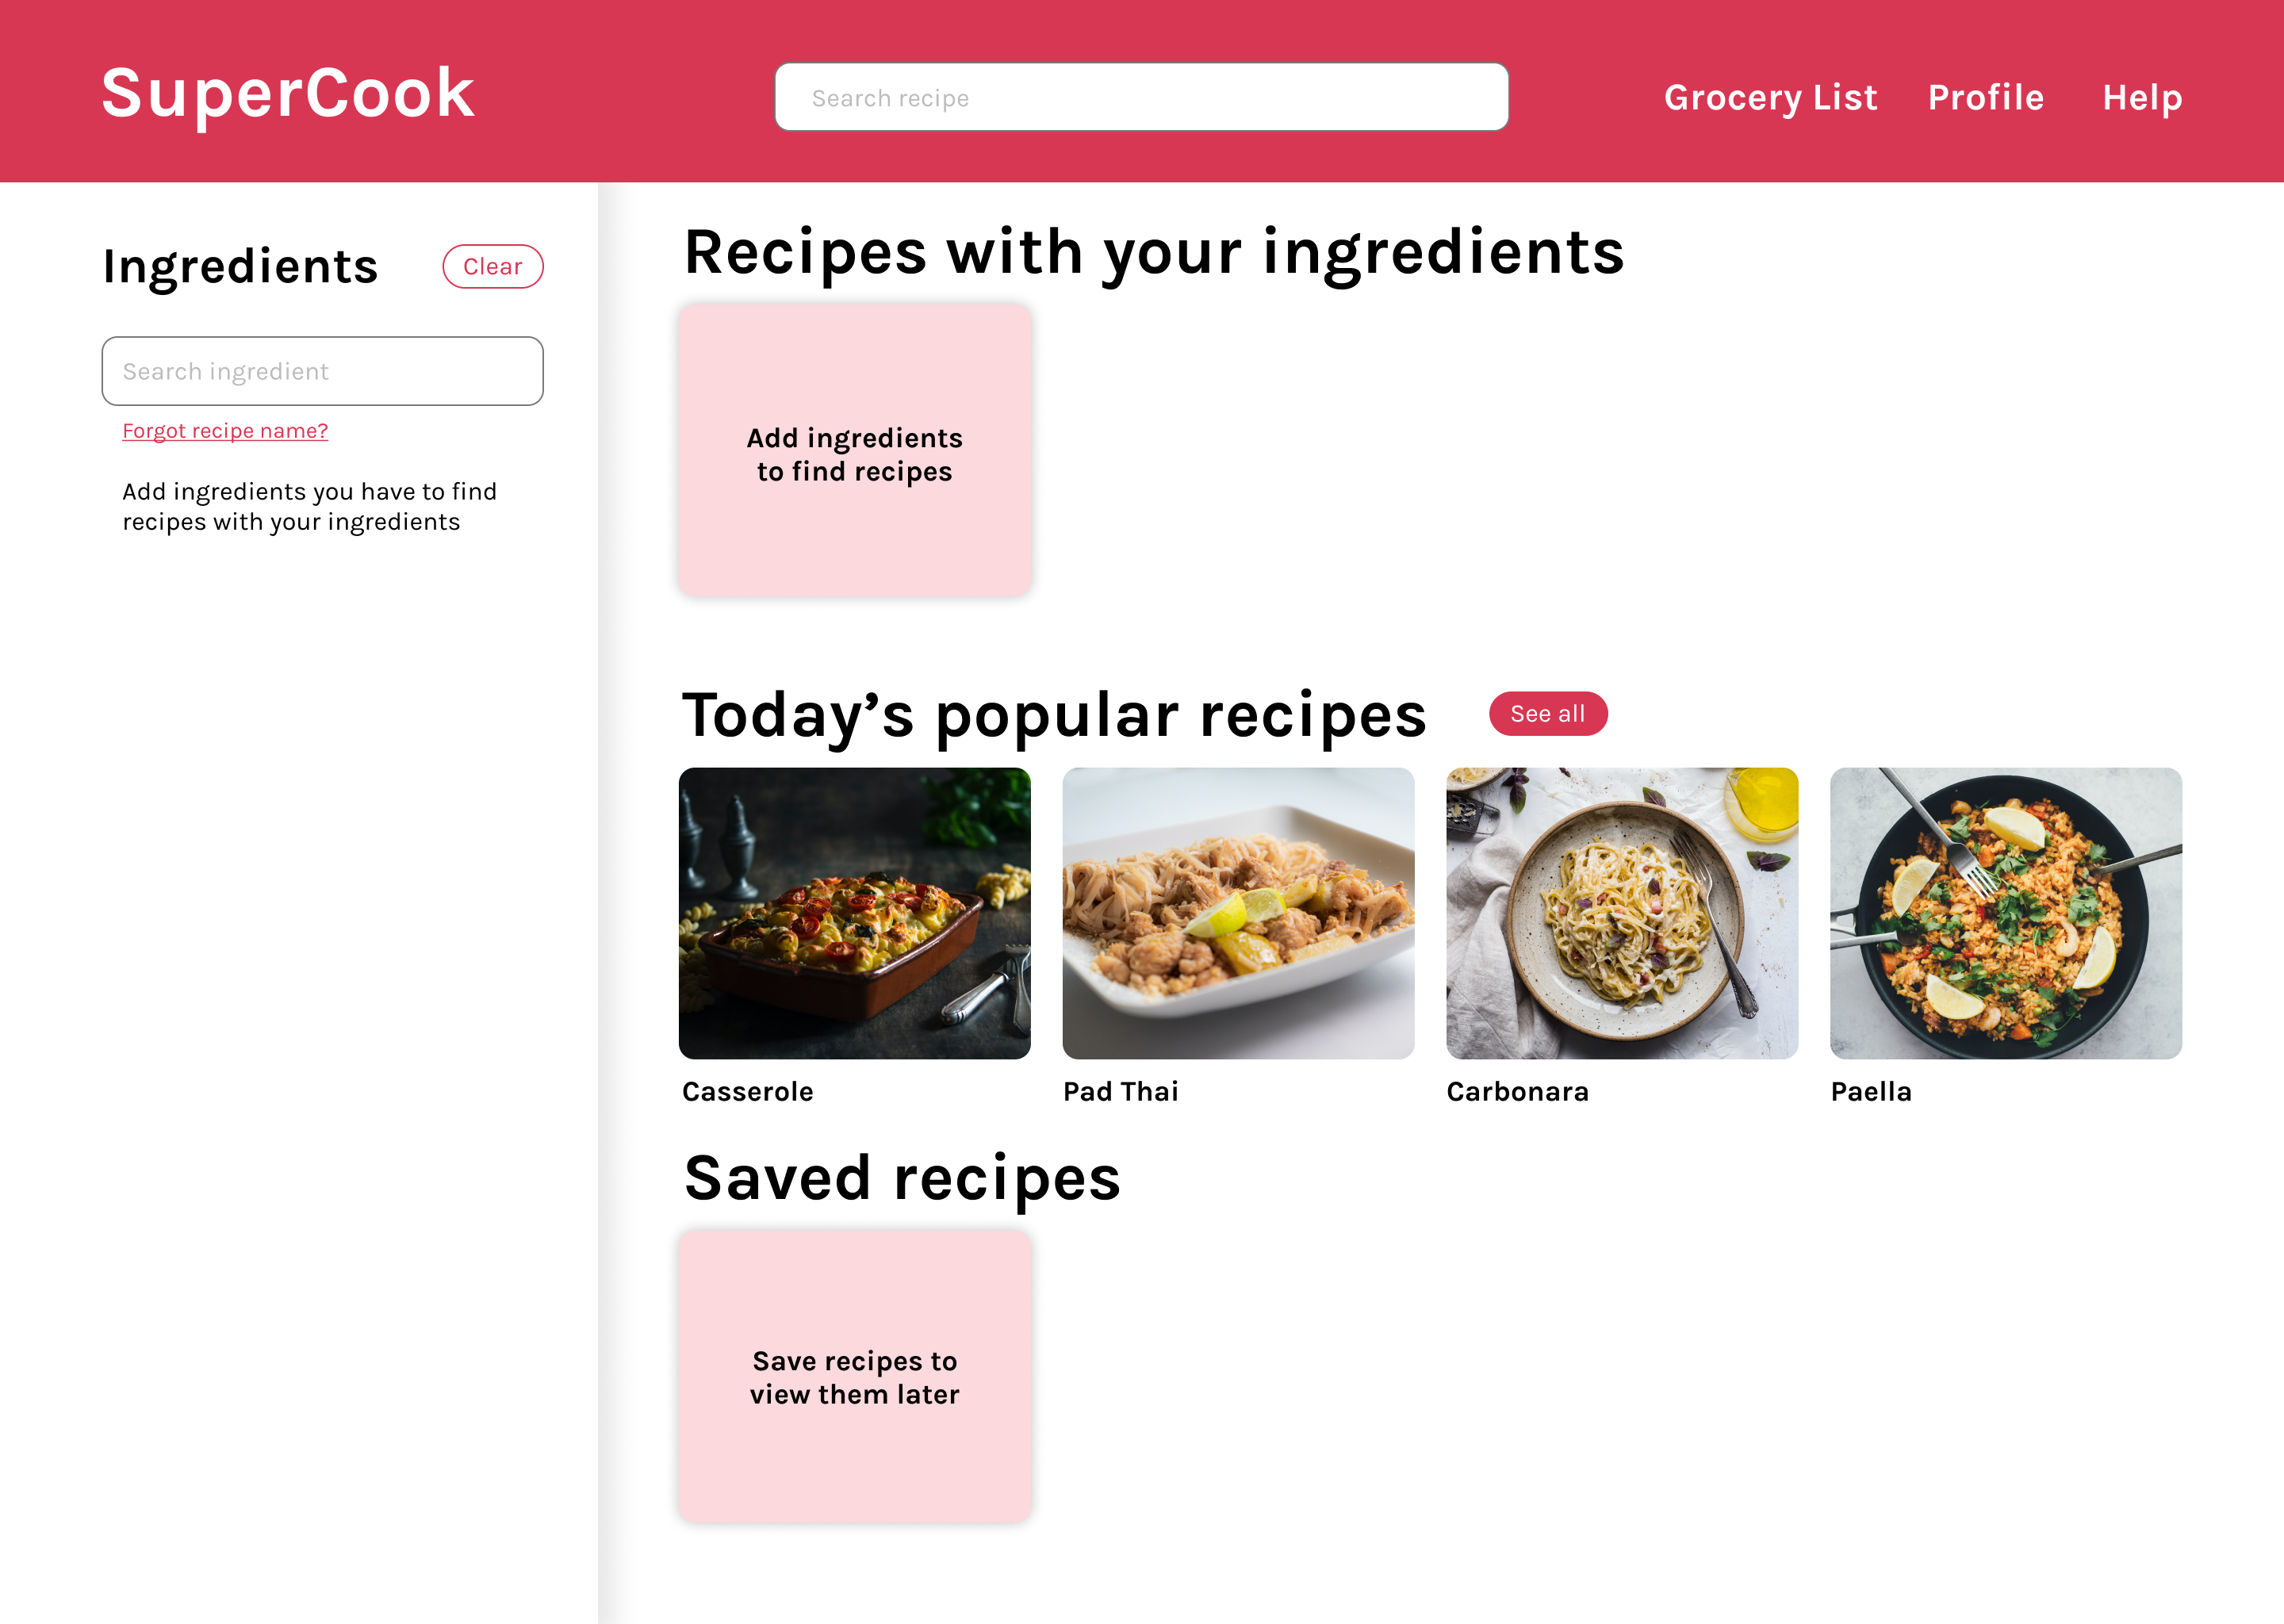 SuperCook
Search recipe
Grocery List
Profile
Help
Ingredients
Clear
Search ingredient
Forgot recipe name?
Add ingredients you have to find
recipes with your ingredients
Recipes with your ingredients
Add ingredients
to find recipes
Today’s popular recipes
See all
Casserole
Pad Thai
Carbonara
Paella
Saved recipes
Save recipes to
view them later